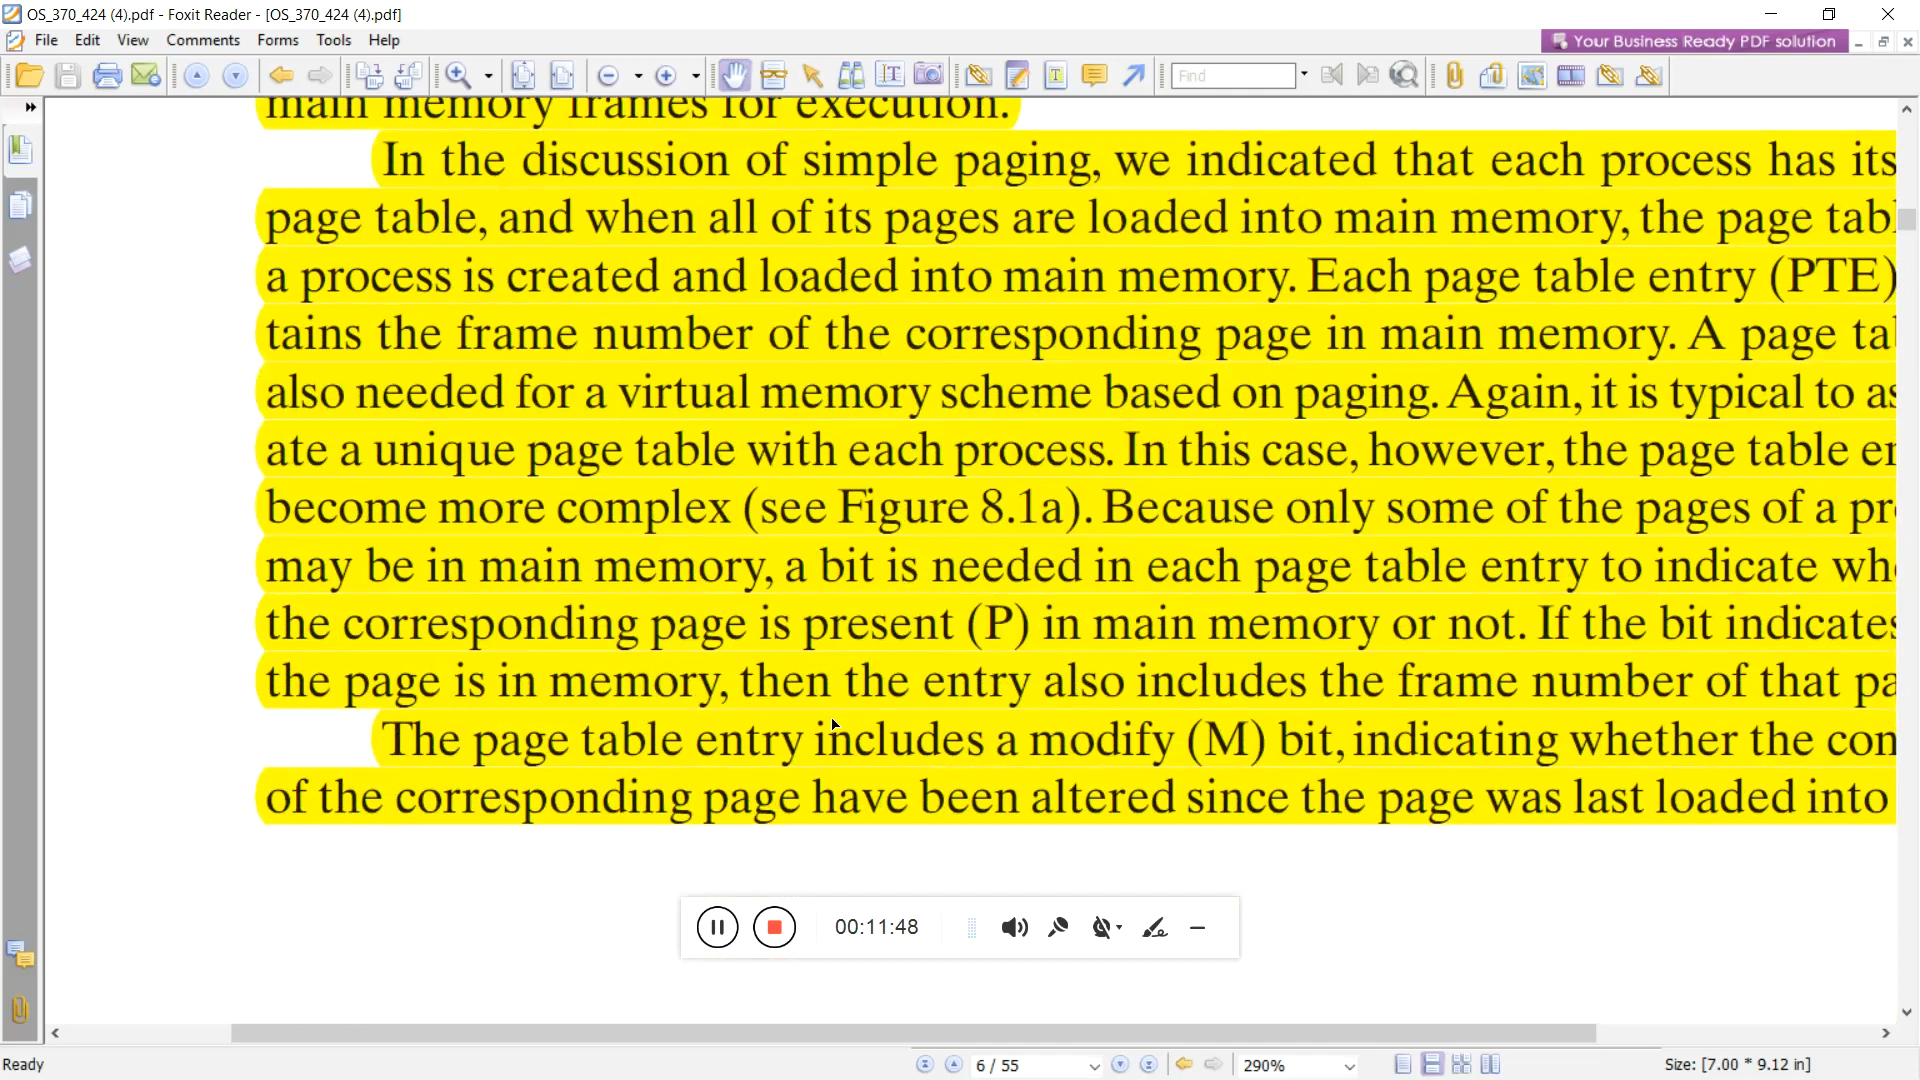 OS_370_424 (4).pdf - Foxit Reader - [OS_370_424 (4).pdf]
File Edit View Comments Forms Tools Help
Your Business Ready PDF solution
Find
main memory frames for execution.
In the discussion of simple paging, we indicated that each process has its
page table, and when all of its pages are loaded into main memory, the page tabl
a process is created and loaded into main memory. Each page table entry (PTE)
tains the frame number of the corresponding page in main memory. A page ta
also needed for a virtual memory scheme based on paging. Again, it is typical to as
ate a unique page table with each process. In this case, however, the page table en
become more complex (see Figure 8.1a). Because only some of the pages of a pr
may be in main memory, a bit is needed in each page table entry to indicate wh
the corresponding page is present (P) in main memory or not. If the bit indicates
the page is in memory, then the entry also includes the frame number of that pa
The page table entry includes a modify (M) bit, indicating whether the con
of the corresponding page have been altered since the page was last loaded into
00:11:48
Ready
6 / 55
290%
Size: [7.00 * 9.12 in]